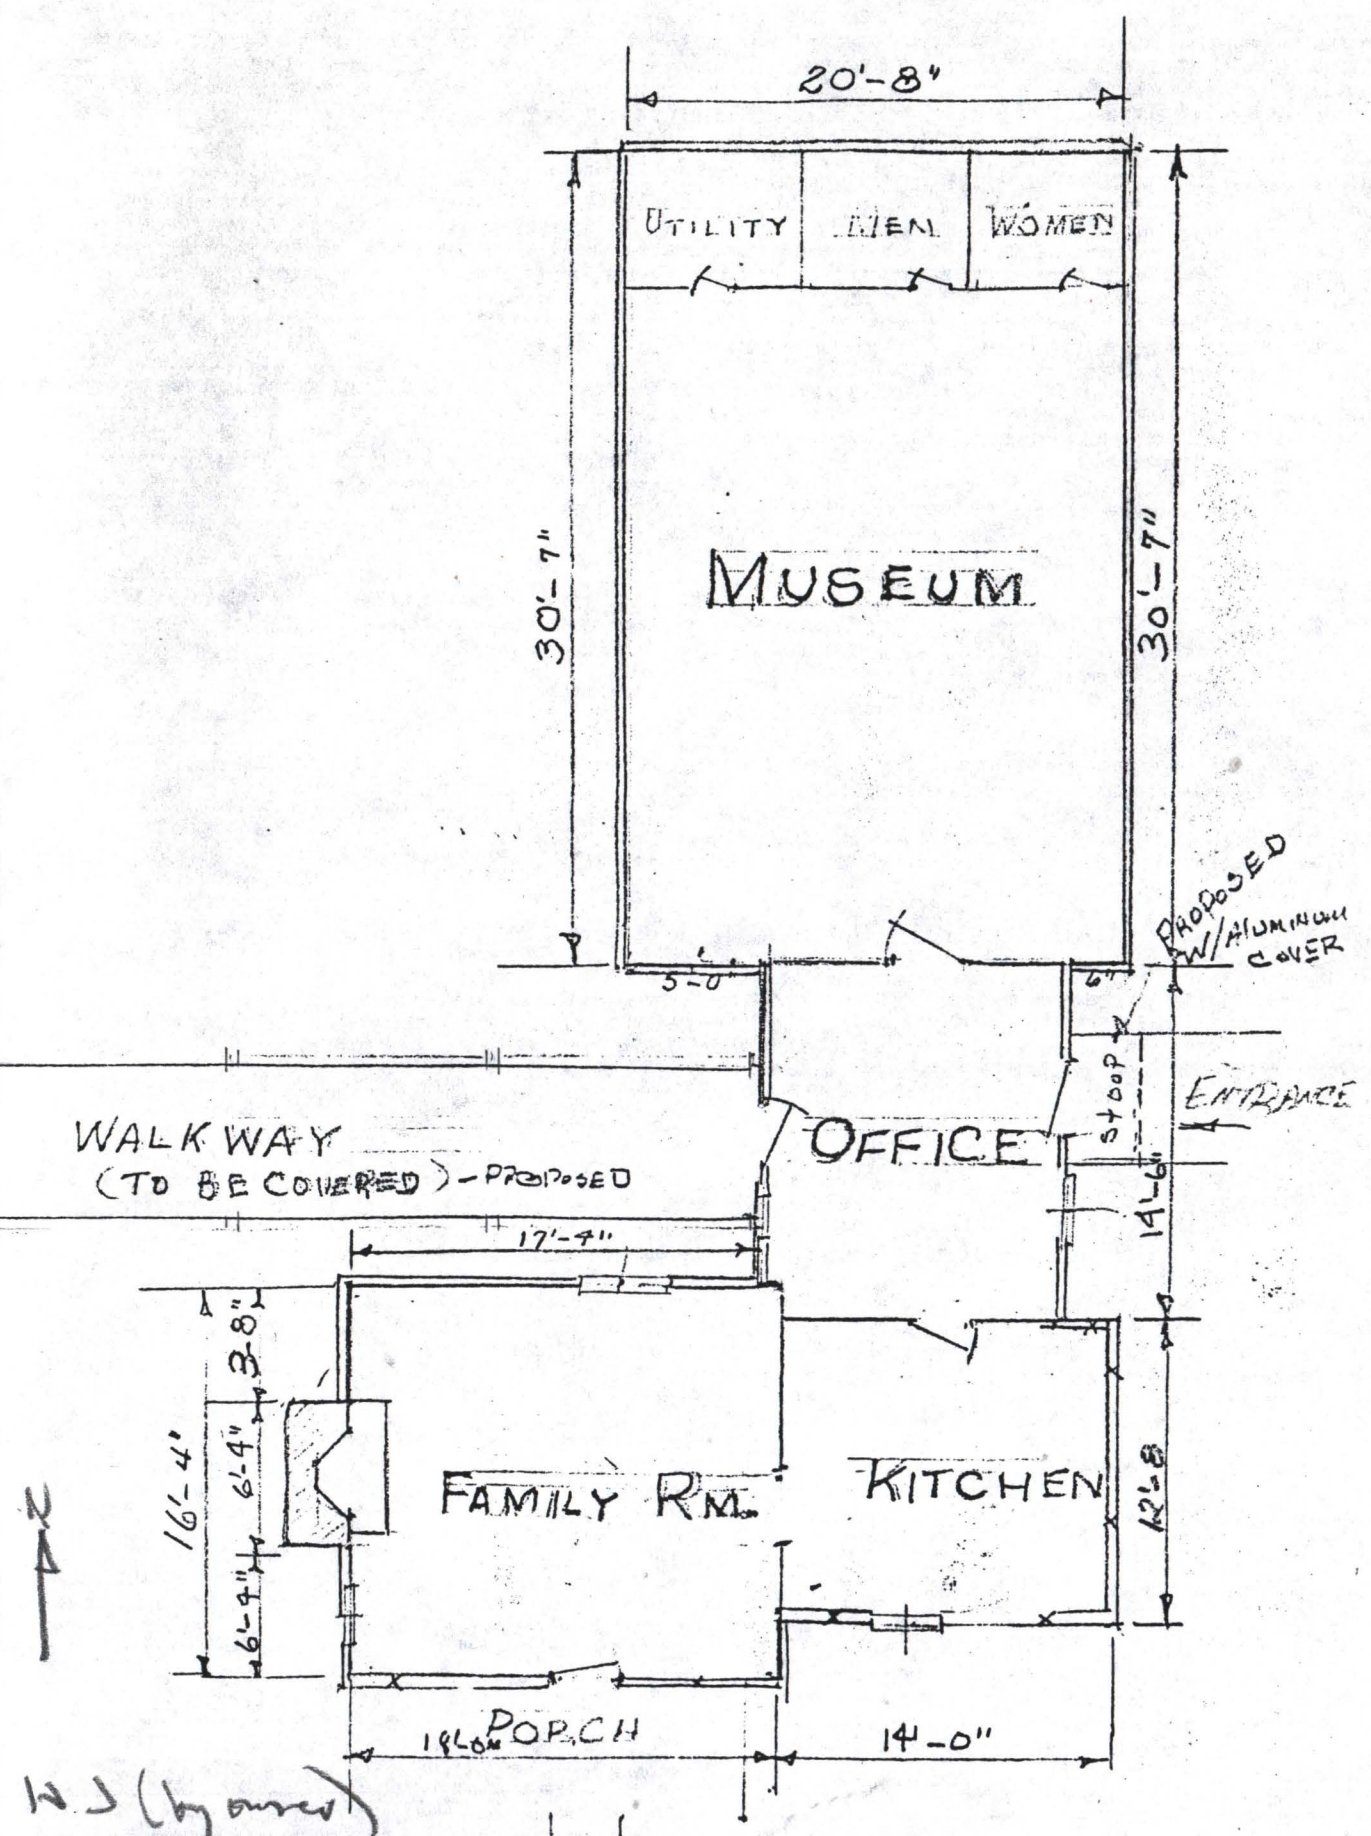 20'-8"
UTILITY MEN WOMEN
30'-7"
MUSEUM
30'-7"
PROPOSED
W/ALUMINUM
COVER
5'-0"
6"
STOOP
ENTRANCE
WALKWAY
(TO BE COVERED) - PROPOSED
OFFICE
14'-6"
17'-4"
3'-8"
16'-4"
6'-4"
6'-4"
FAMILY RM.
KITCHEN
12'-8
N
PORCH
14'-0"
(by owner)